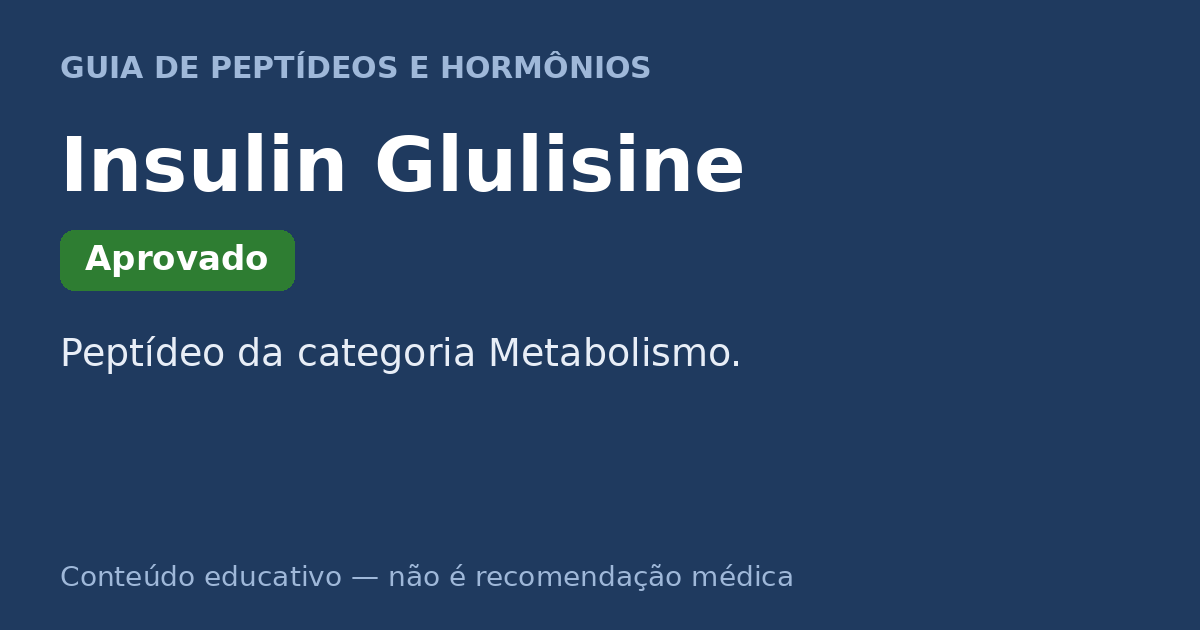 GUIA DE PEPTÍDEOS E HORMÔNIOS
Insulin Glulisine
Aprovado
Peptídeo da categoria Metabolismo.
Conteúdo educativo — não é recomendação médica